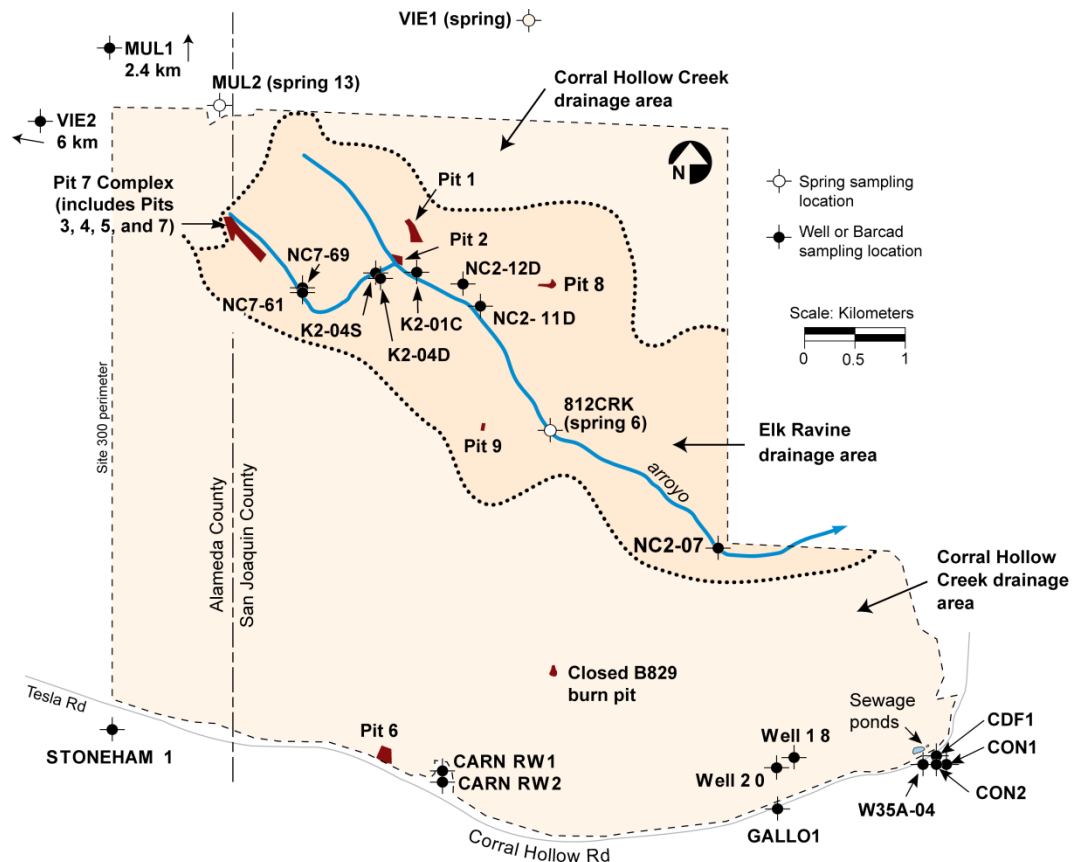 VIE1 (spring)
MUL1
2.4 km
MUL2 (spring 13)
Corral Hollow Creek
drainage area
VIE2
6 km
N
Spring sampling
location
Well or Barcad
sampling location
Pit 7 Complex
(includes Pits
3, 4, 5, and 7)
Pit 1
Pit 2
NC7-69
NC2-12D
Pit 8
NC7-61
K2-04S
K2-01C
NC2- 11D
K2-04D
Scale: Kilometers
0 0.5 1
Site 300 perimeter
812CRK
(spring 6)
Pit 9
Elk Ravine
drainage area
arroyo
Alameda County
San Joaquin County
NC2-07
Corral Hollow
Creek drainage
area
Closed B829
burn pit
Tesla Rd
Sewage
ponds
Pit 6
STONEHAM 1
CARN RW1
CARN RW2
Well 18
Well 20
CDF1
CON1
CON2
W35A-04
GALLO1
Corral Hollow Rd